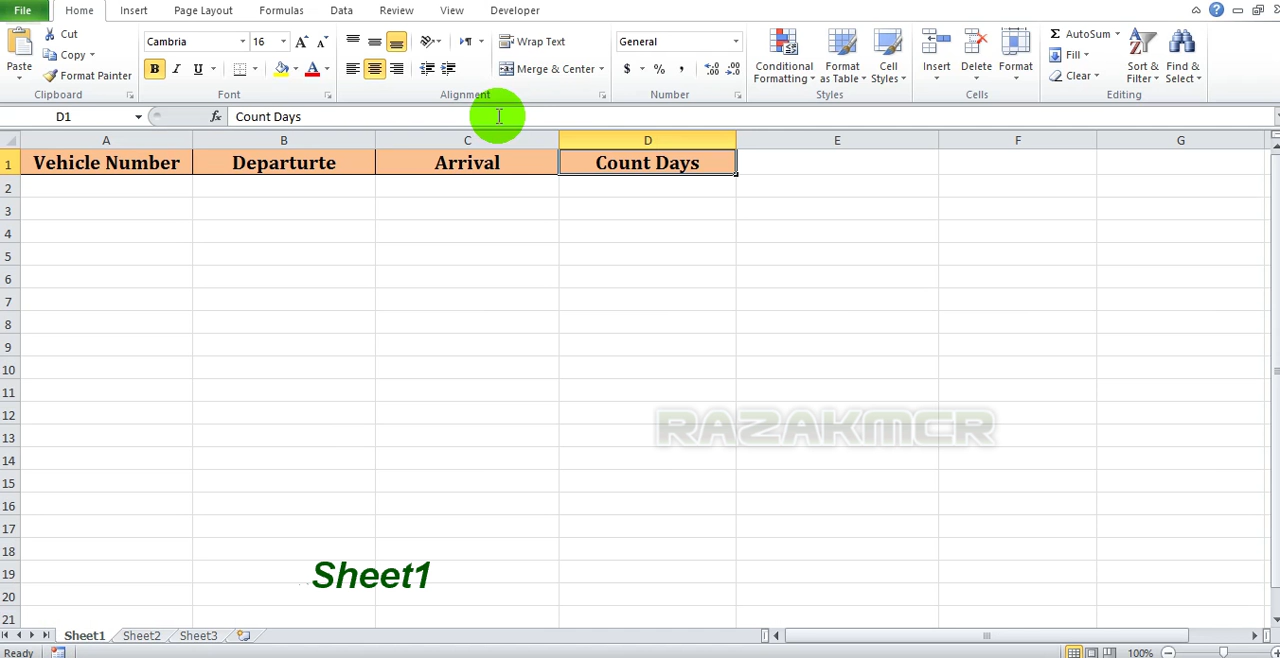 File Home Insert Page Layout Formulas Data Review View Developer
Cut
Copy
Format Painter
Paste
Cambria 16
B I U
Wrap Text
Merge & Center
General
$ % ,
Conditional Formatting
Format as Table
Cell Styles
Insert Delete Format
AutoSum
Fill
Clear
Sort & Filter
Find & Select
Clipboard Font Alignment Number Styles Cells Editing
D1 fx Count Days
A B C D E F G
1 Vehicle Number Departurte Arrival Count Days
2
3
4
5
6
7
8
9
10
11
12
13
RAZAKMCR
14
15
16
17
18
19
Sheet1
20
21
Sheet1 Sheet2 Sheet3
Ready 100%